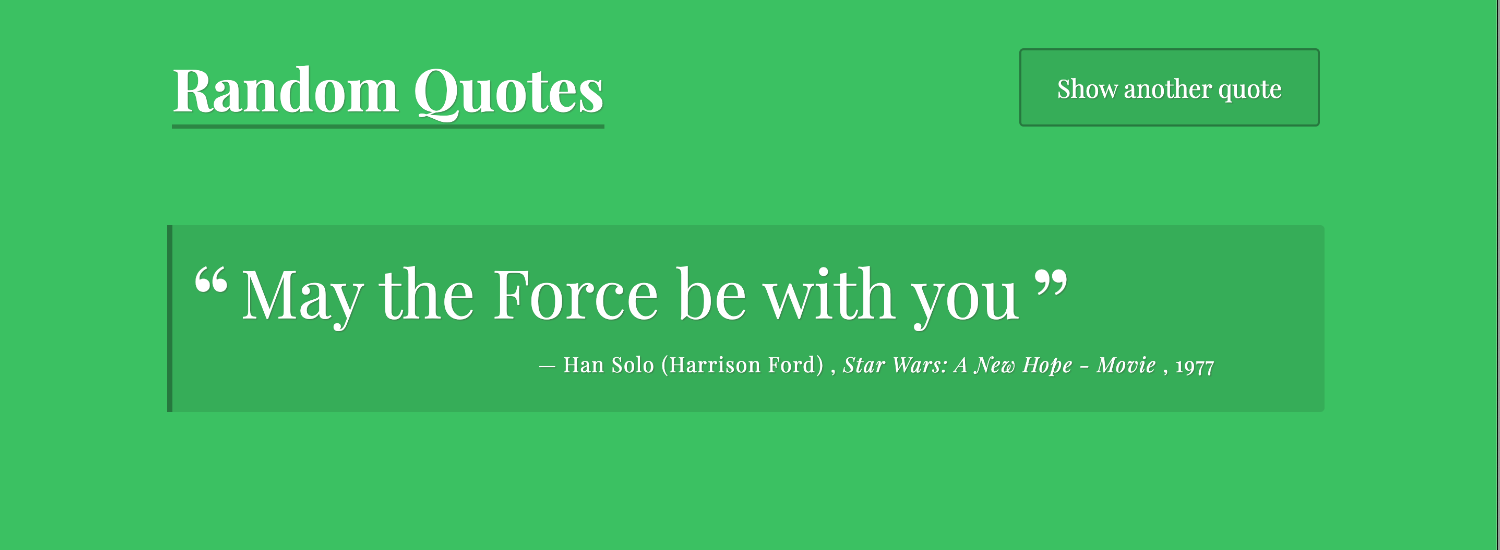 Random Quotes
Show another quote
“ May the Force be with you ”
— Han Solo (Harrison Ford) , Star Wars: A New Hope - Movie , 1977